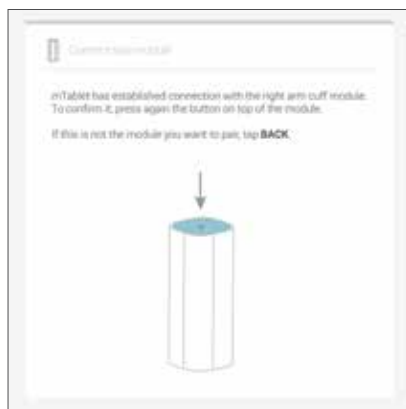 mTablet has established connection with the right arm cuff module.
To confirm it, press again the button on top of the module.
If this is not the module you want to pair, tap BACK.